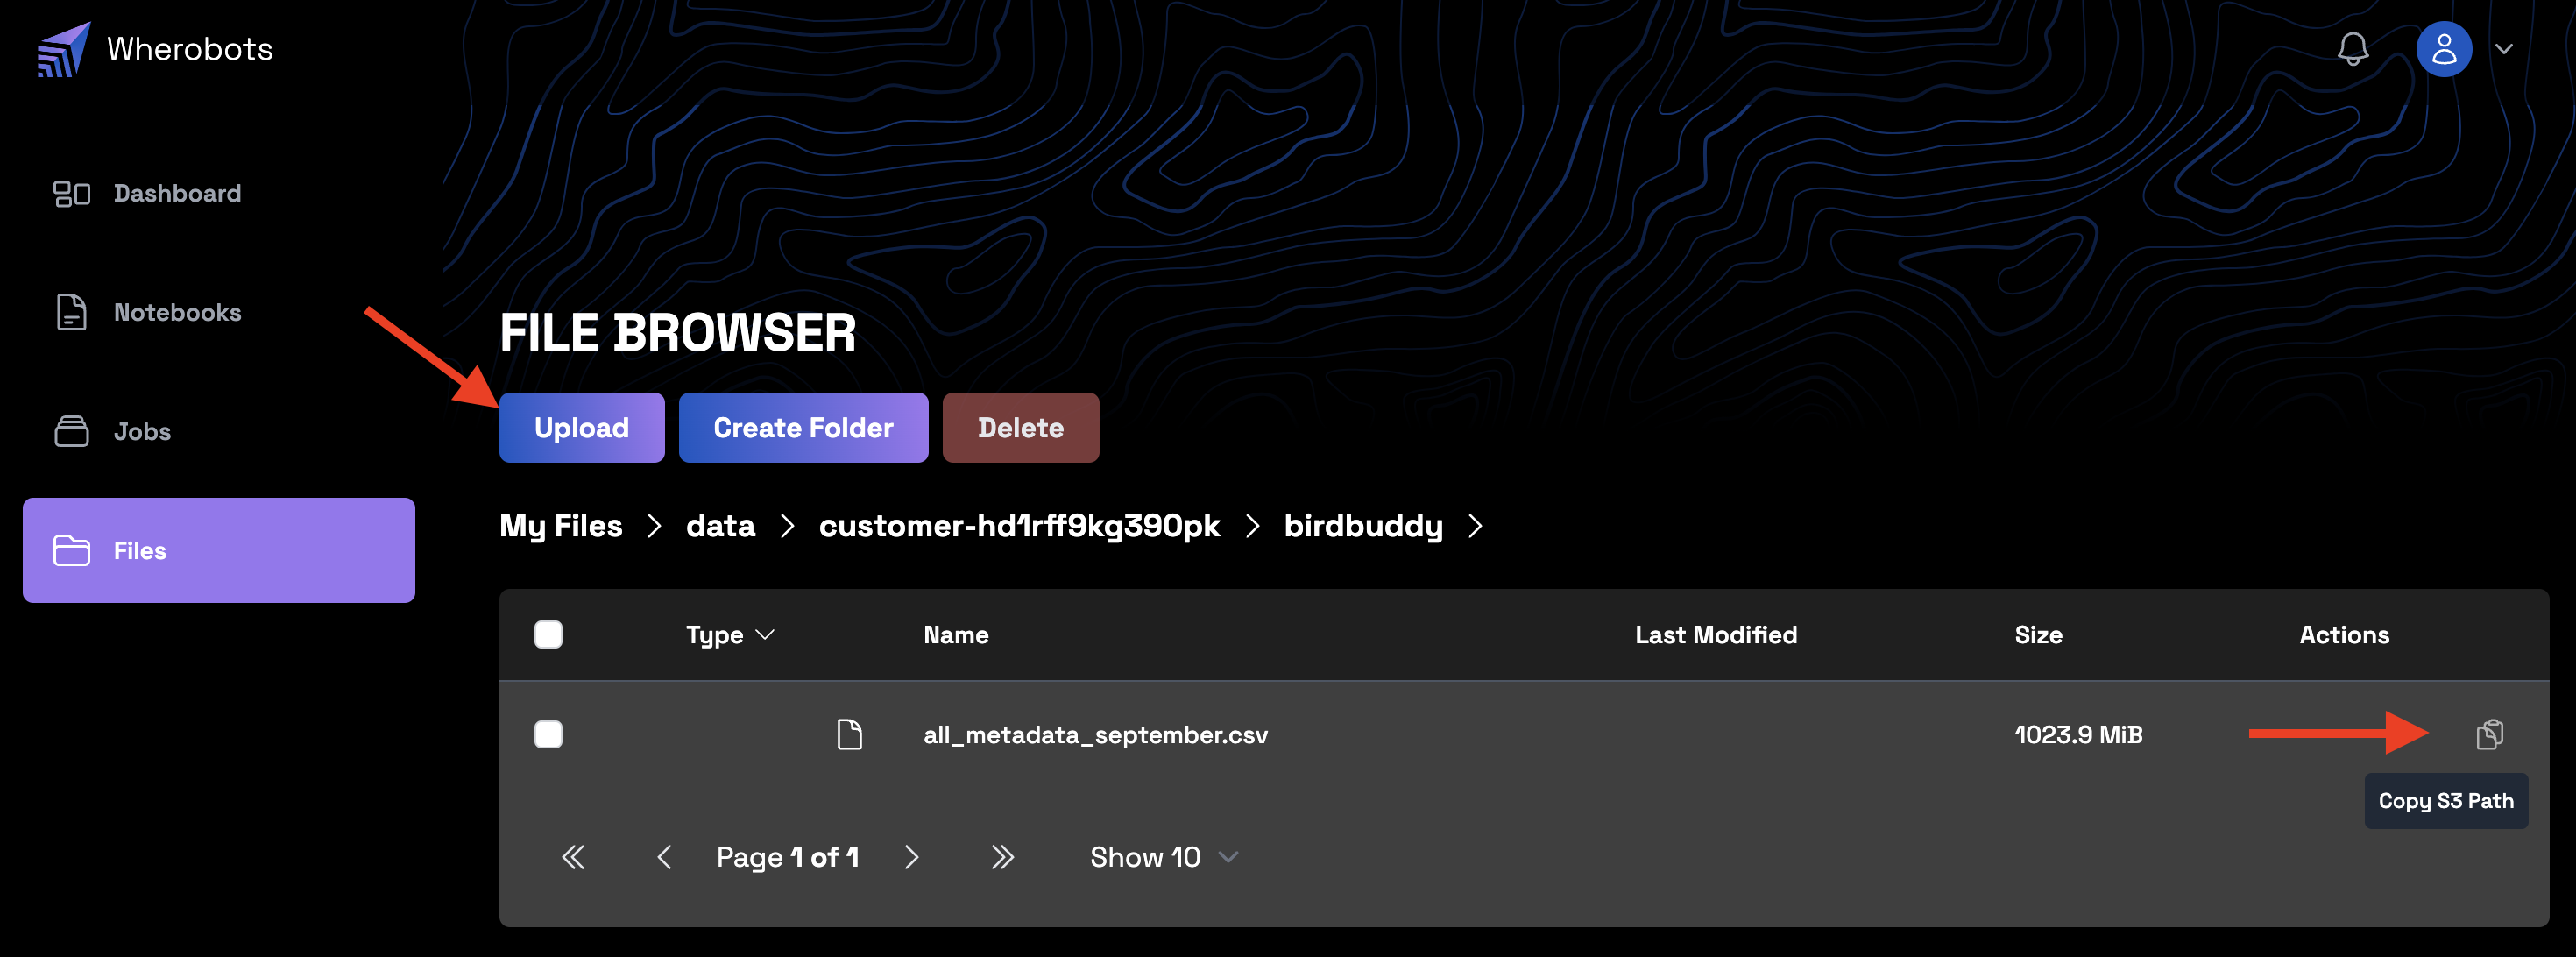 Wherobots
Dashboard
Notebooks
Jobs
Files
FILE BROWSER
Upload Create Folder Delete
My Files > data > customer-hd1rff9kg390pk > birdbuddy >
Type Name Last Modified Size Actions
all_metadata_september.csv 1023.9 MiB
Copy S3 Path
Page 1 of 1 Show 10